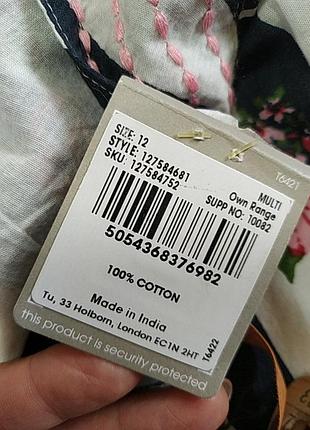 T6421
SIZE: 12 MULTI
STYLE: 127584681 Own Range
SKU: 127584752 SUPP NO: 10082
5054368376982
100% COTTON
Made in India
Tu, 33 Holborn, London EC1N 2HT T6422
this product is security protected